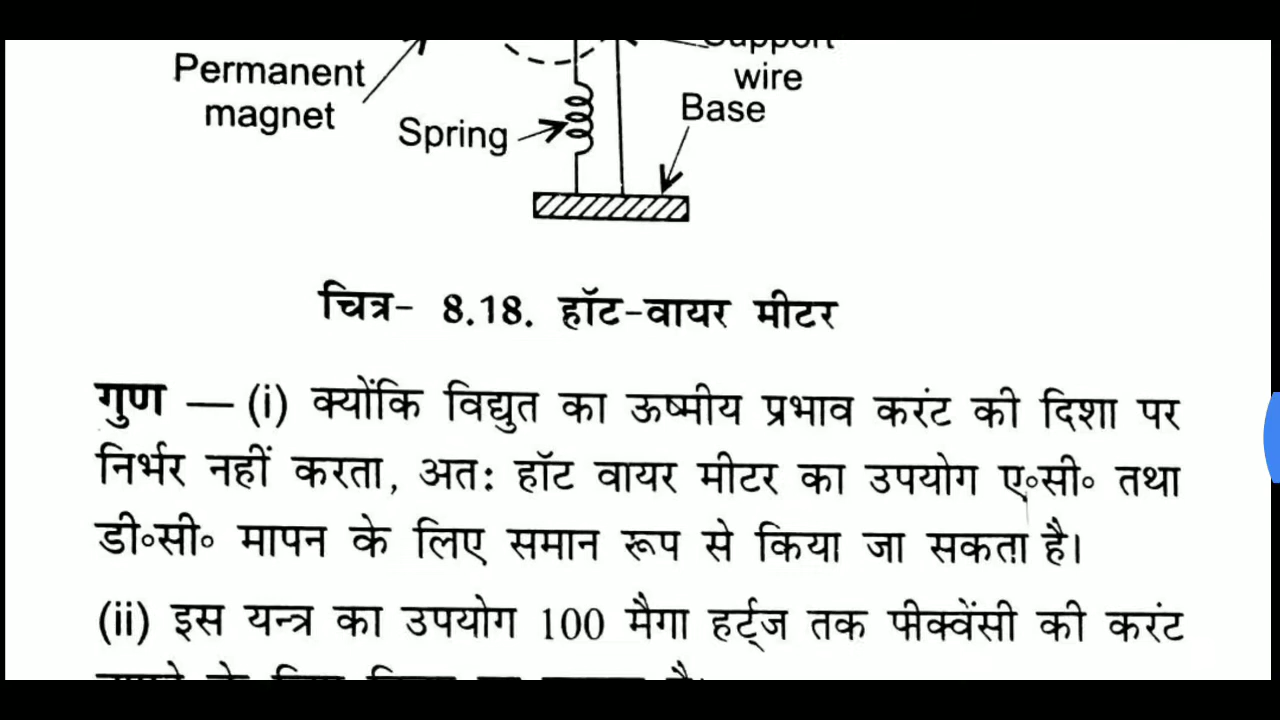 Support
Permanent
wire
magnet
Base
Spring
चित्र- 8.18. हॉट-वायर मीटर
गुण — (i) क्योंकि विद्युत का ऊष्मीय प्रभाव करंट की दिशा पर
निर्भर नहीं करता, अतः हॉट वायर मीटर का उपयोग ए॰सी॰ तथा
डी॰सी॰ मापन के लिए समान रूप से किया जा सकता है।
(ii) इस यन्त्र का उपयोग 100 मैगा हर्ट्ज तक फ्रीक्वेंसी की करंट